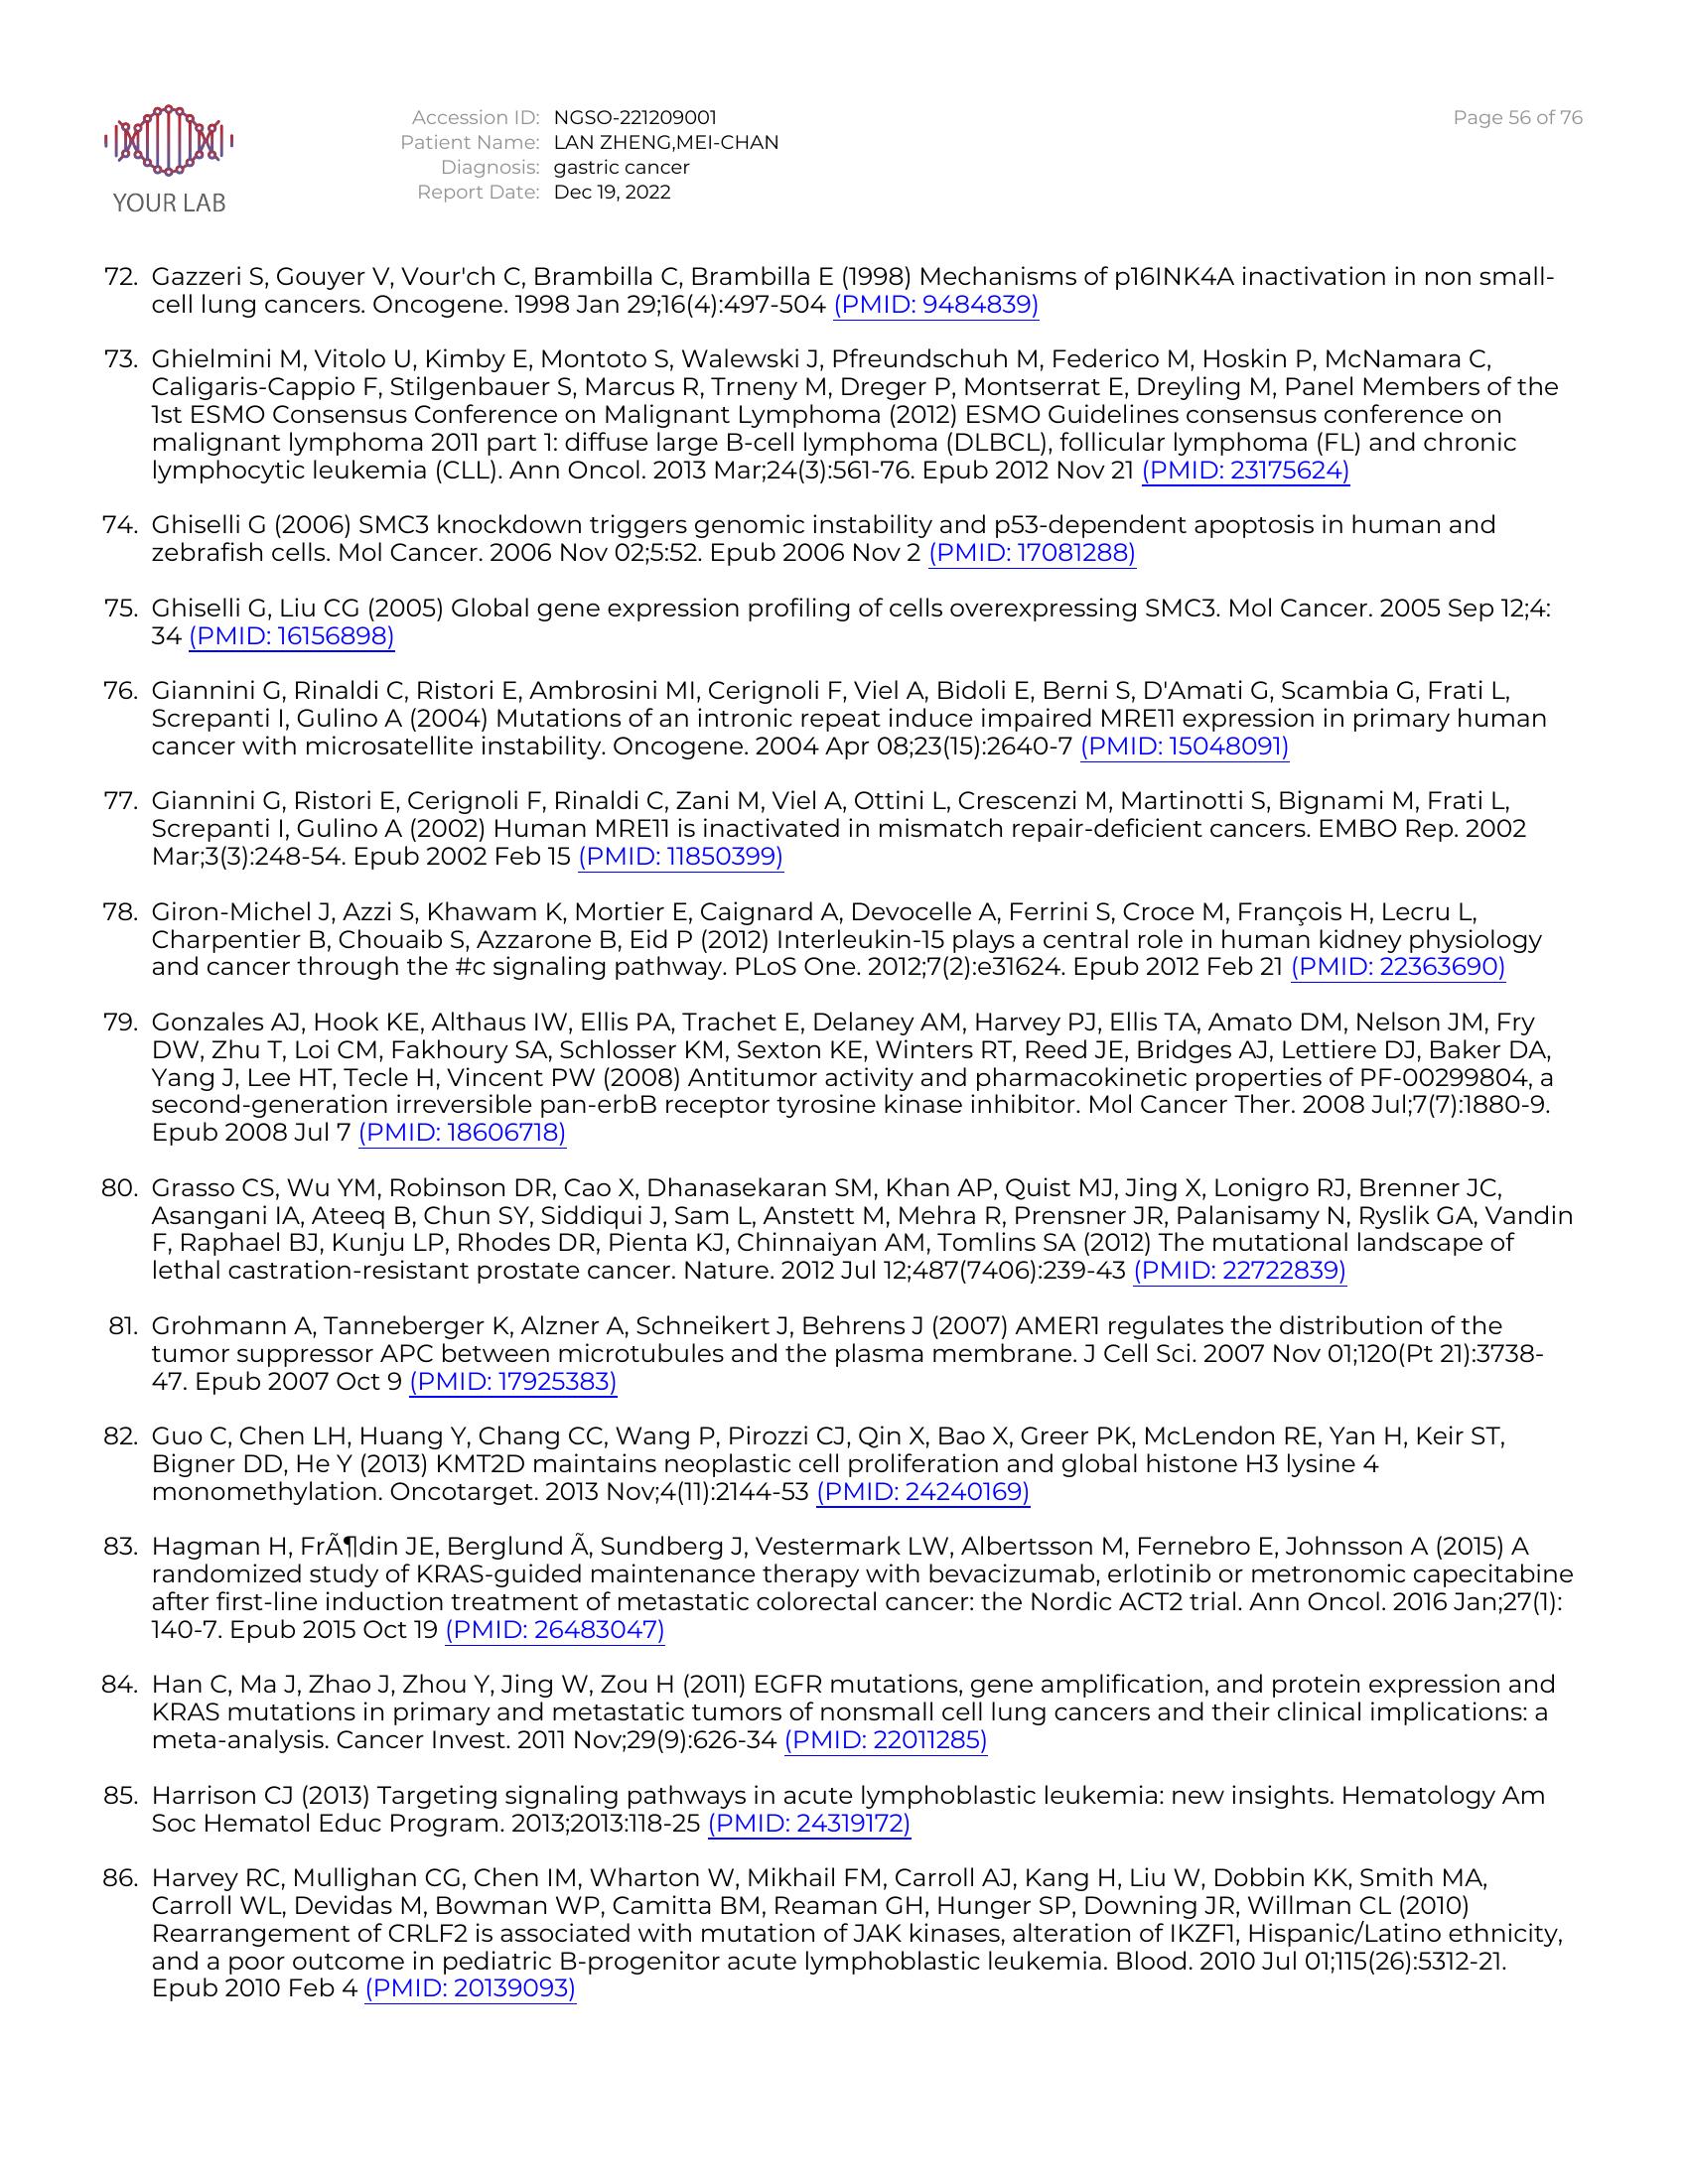 YOUR LAB
Accession ID: NGSO-221209001
Patient Name: LAN ZHENG,MEI-CHAN
Diagnosis: gastric cancer
Report Date: Dec 19, 2022
Page 56 of 76
72. Gazzeri S, Gouyer V, Vour'ch C, Brambilla C, Brambilla E (1998) Mechanisms of p16INK4A inactivation in non small-
cell lung cancers. Oncogene. 1998 Jan 29;16(4):497-504 (PMID: 9484839)
73. Ghielmini M, Vitolo U, Kimby E, Montoto S, Walewski J, Pfreundschuh M, Federico M, Hoskin P, McNamara C,
Caligaris-Cappio F, Stilgenbauer S, Marcus R, Trneny M, Dreger P, Montserrat E, Dreyling M, Panel Members of the
1st ESMO Consensus Conference on Malignant Lymphoma (2012) ESMO Guidelines consensus conference on
malignant lymphoma 2011 part 1: diffuse large B-cell lymphoma (DLBCL), follicular lymphoma (FL) and chronic
lymphocytic leukemia (CLL). Ann Oncol. 2013 Mar;24(3):561-76. Epub 2012 Nov 21 (PMID: 23175624)
74. Ghiselli G (2006) SMC3 knockdown triggers genomic instability and p53-dependent apoptosis in human and
zebrafish cells. Mol Cancer. 2006 Nov 02;5:52. Epub 2006 Nov 2 (PMID: 17081288)
75. Ghiselli G, Liu CG (2005) Global gene expression profiling of cells overexpressing SMC3. Mol Cancer. 2005 Sep 12;4:
34 (PMID: 16156898)
76. Giannini G, Rinaldi C, Ristori E, Ambrosini MI, Cerignoli F, Viel A, Bidoli E, Berni S, D'Amati G, Scambia G, Frati L,
Screpanti I, Gulino A (2004) Mutations of an intronic repeat induce impaired MRE11 expression in primary human
cancer with microsatellite instability. Oncogene. 2004 Apr 08;23(15):2640-7 (PMID: 15048091)
77. Giannini G, Ristori E, Cerignoli F, Rinaldi C, Zani M, Viel A, Ottini L, Crescenzi M, Martinotti S, Bignami M, Frati L,
Screpanti I, Gulino A (2002) Human MRE11 is inactivated in mismatch repair-deficient cancers. EMBO Rep. 2002
Mar;3(3):248-54. Epub 2002 Feb 15 (PMID: 11850399)
78. Giron-Michel J, Azzi S, Khawam K, Mortier E, Caignard A, Devocelle A, Ferrini S, Croce M, François H, Lecru L,
Charpentier B, Chouaib S, Azzarone B, Eid P (2012) Interleukin-15 plays a central role in human kidney physiology
and cancer through the #c signaling pathway. PLoS One. 2012;7(2):e31624. Epub 2012 Feb 21 (PMID: 22363690)
79. Gonzales AJ, Hook KE, Althaus IW, Ellis PA, Trachet E, Delaney AM, Harvey PJ, Ellis TA, Amato DM, Nelson JM, Fry
DW, Zhu T, Loi CM, Fakhoury SA, Schlosser KM, Sexton KE, Winters RT, Reed JE, Bridges AJ, Lettiere DJ, Baker DA,
Yang J, Lee HT, Tecle H, Vincent PW (2008) Antitumor activity and pharmacokinetic properties of PF-00299804, a
second-generation irreversible pan-erbB receptor tyrosine kinase inhibitor. Mol Cancer Ther. 2008 Jul;7(7):1880-9.
Epub 2008 Jul 7 (PMID: 18606718)
80. Grasso CS, Wu YM, Robinson DR, Cao X, Dhanasekaran SM, Khan AP, Quist MJ, Jing X, Lonigro RJ, Brenner JC,
Asangani IA, Ateeq B, Chun SY, Siddiqui J, Sam L, Anstett M, Mehra R, Prensner JR, Palanisamy N, Ryslik GA, Vandin
F, Raphael BJ, Kunju LP, Rhodes DR, Pienta KJ, Chinnaiyan AM, Tomlins SA (2012) The mutational landscape of
lethal castration-resistant prostate cancer. Nature. 2012 Jul 12;487(7406):239-43 (PMID: 22722839)
81. Grohmann A, Tanneberger K, Alzner A, Schneikert J, Behrens J (2007) AMER1 regulates the distribution of the
tumor suppressor APC between microtubules and the plasma membrane. J Cell Sci. 2007 Nov 01;120(Pt 21):3738-
47. Epub 2007 Oct 9 (PMID: 17925383)
82. Guo C, Chen LH, Huang Y, Chang CC, Wang P, Pirozzi CJ, Qin X, Bao X, Greer PK, McLendon RE, Yan H, Keir ST,
Bigner DD, He Y (2013) KMT2D maintains neoplastic cell proliferation and global histone H3 lysine 4
monomethylation. Oncotarget. 2013 Nov;4(11):2144-53 (PMID: 24240169)
83. Hagman H, FrÃ¶din JE, Berglund Ã, Sundberg J, Vestermark LW, Albertsson M, Fernebro E, Johnsson A (2015) A
randomized study of KRAS-guided maintenance therapy with bevacizumab, erlotinib or metronomic capecitabine
after first-line induction treatment of metastatic colorectal cancer: the Nordic ACT2 trial. Ann Oncol. 2016 Jan;27(1):
140-7. Epub 2015 Oct 19 (PMID: 26483047)
84. Han C, Ma J, Zhao J, Zhou Y, Jing W, Zou H (2011) EGFR mutations, gene amplification, and protein expression and
KRAS mutations in primary and metastatic tumors of nonsmall cell lung cancers and their clinical implications: a
meta-analysis. Cancer Invest. 2011 Nov;29(9):626-34 (PMID: 22011285)
85. Harrison CJ (2013) Targeting signaling pathways in acute lymphoblastic leukemia: new insights. Hematology Am
Soc Hematol Educ Program. 2013;2013:118-25 (PMID: 24319172)
86. Harvey RC, Mullighan CG, Chen IM, Wharton W, Mikhail FM, Carroll AJ, Kang H, Liu W, Dobbin KK, Smith MA,
Carroll WL, Devidas M, Bowman WP, Camitta BM, Reaman GH, Hunger SP, Downing JR, Willman CL (2010)
Rearrangement of CRLF2 is associated with mutation of JAK kinases, alteration of IKZF1, Hispanic/Latino ethnicity,
and a poor outcome in pediatric B-progenitor acute lymphoblastic leukemia. Blood. 2010 Jul 01;115(26):5312-21.
Epub 2010 Feb 4 (PMID: 20139093)